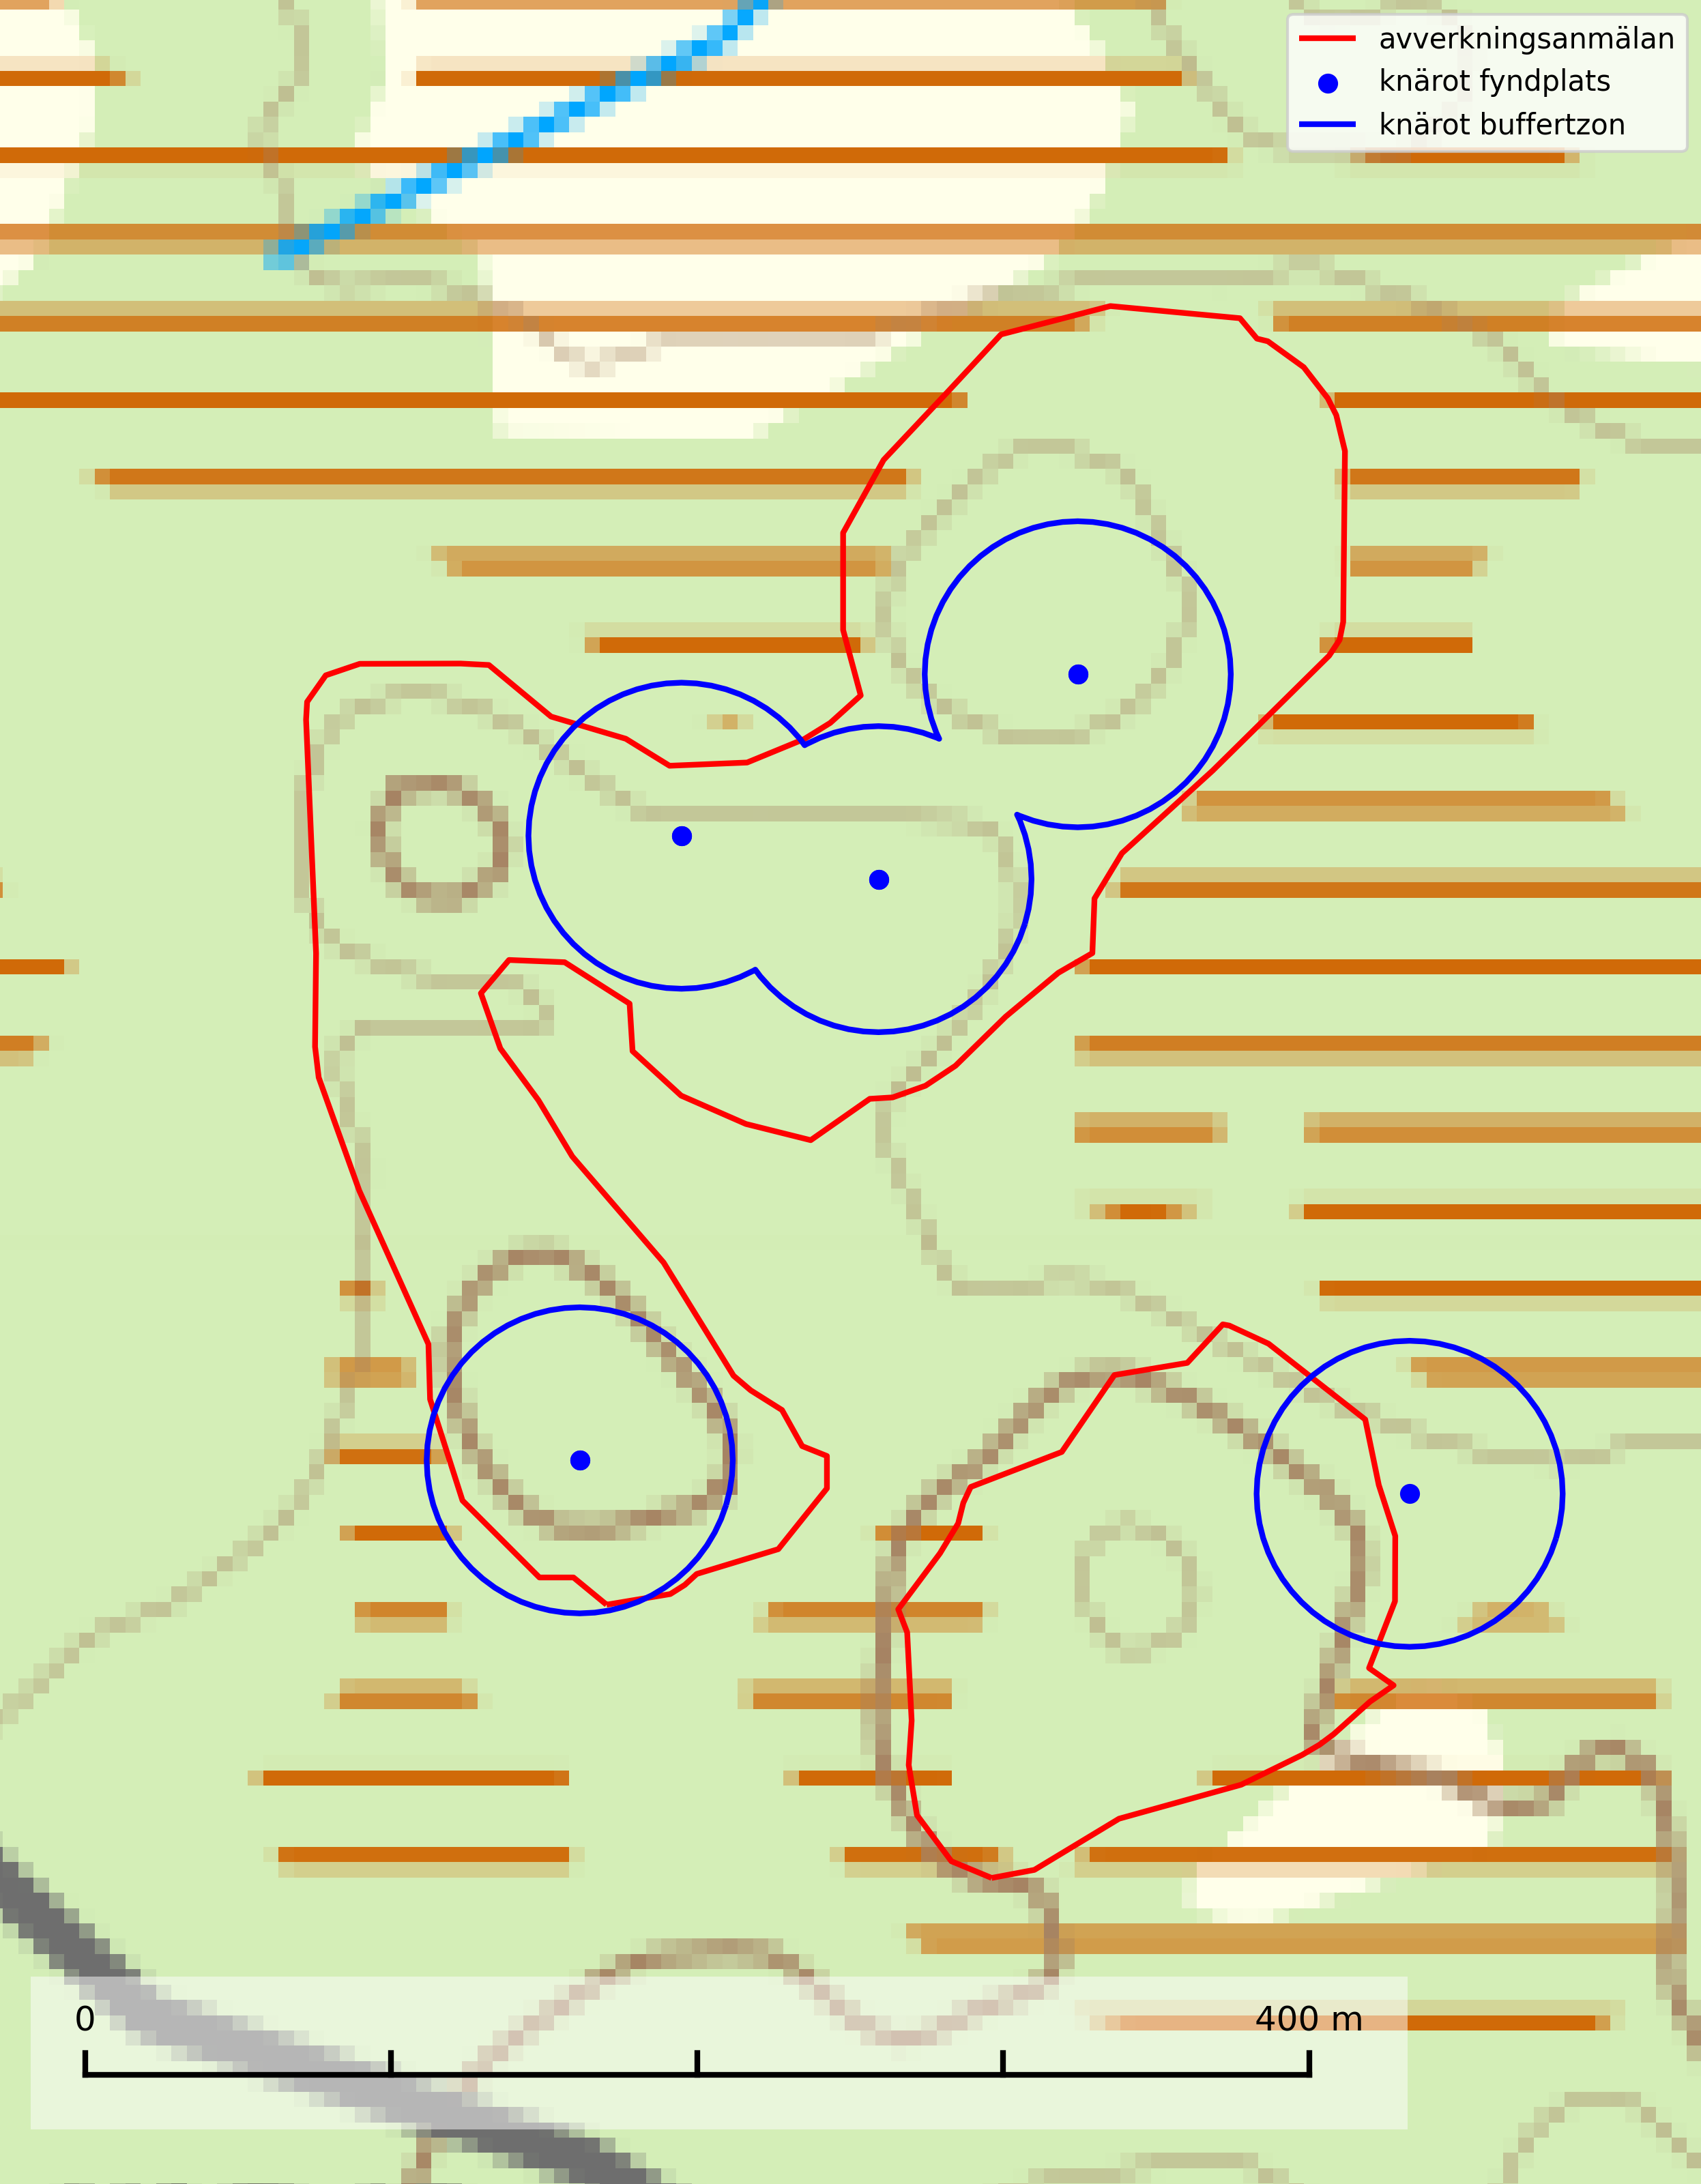 avverkningsanmälan
knärot fyndplats
knärot buffertzon
0 400 m